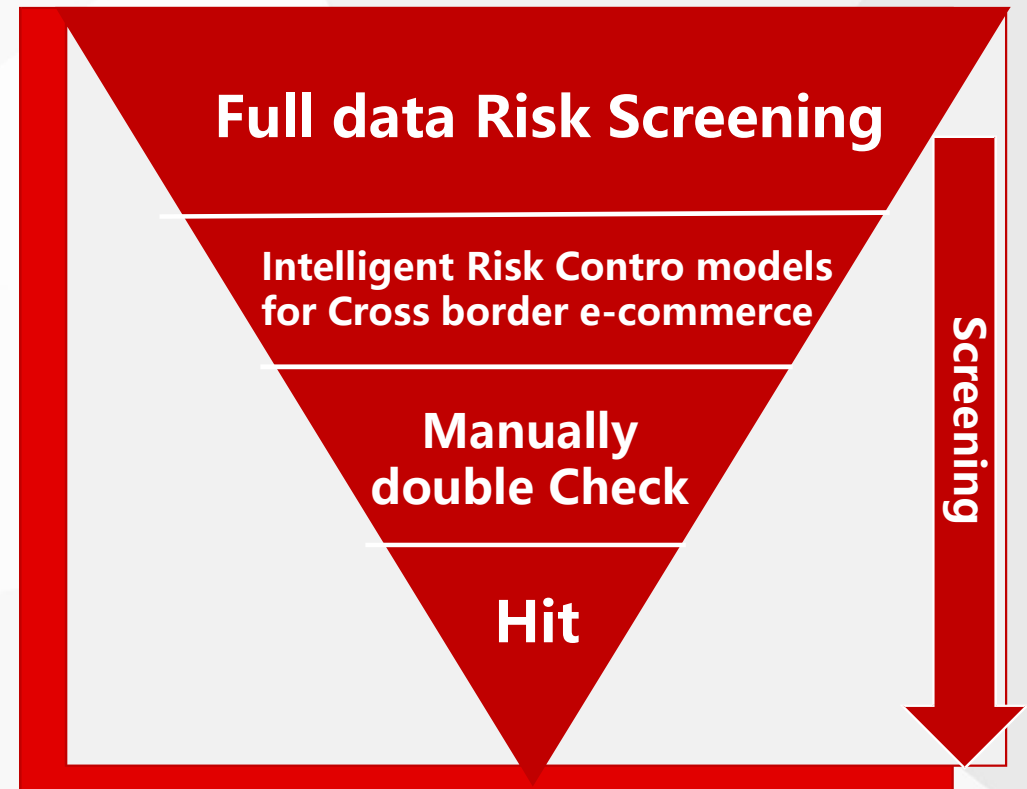 Full data Risk Screening
Intelligent Risk Contro models
for Cross border e-commerce
Manually
double Check
Hit
Screening